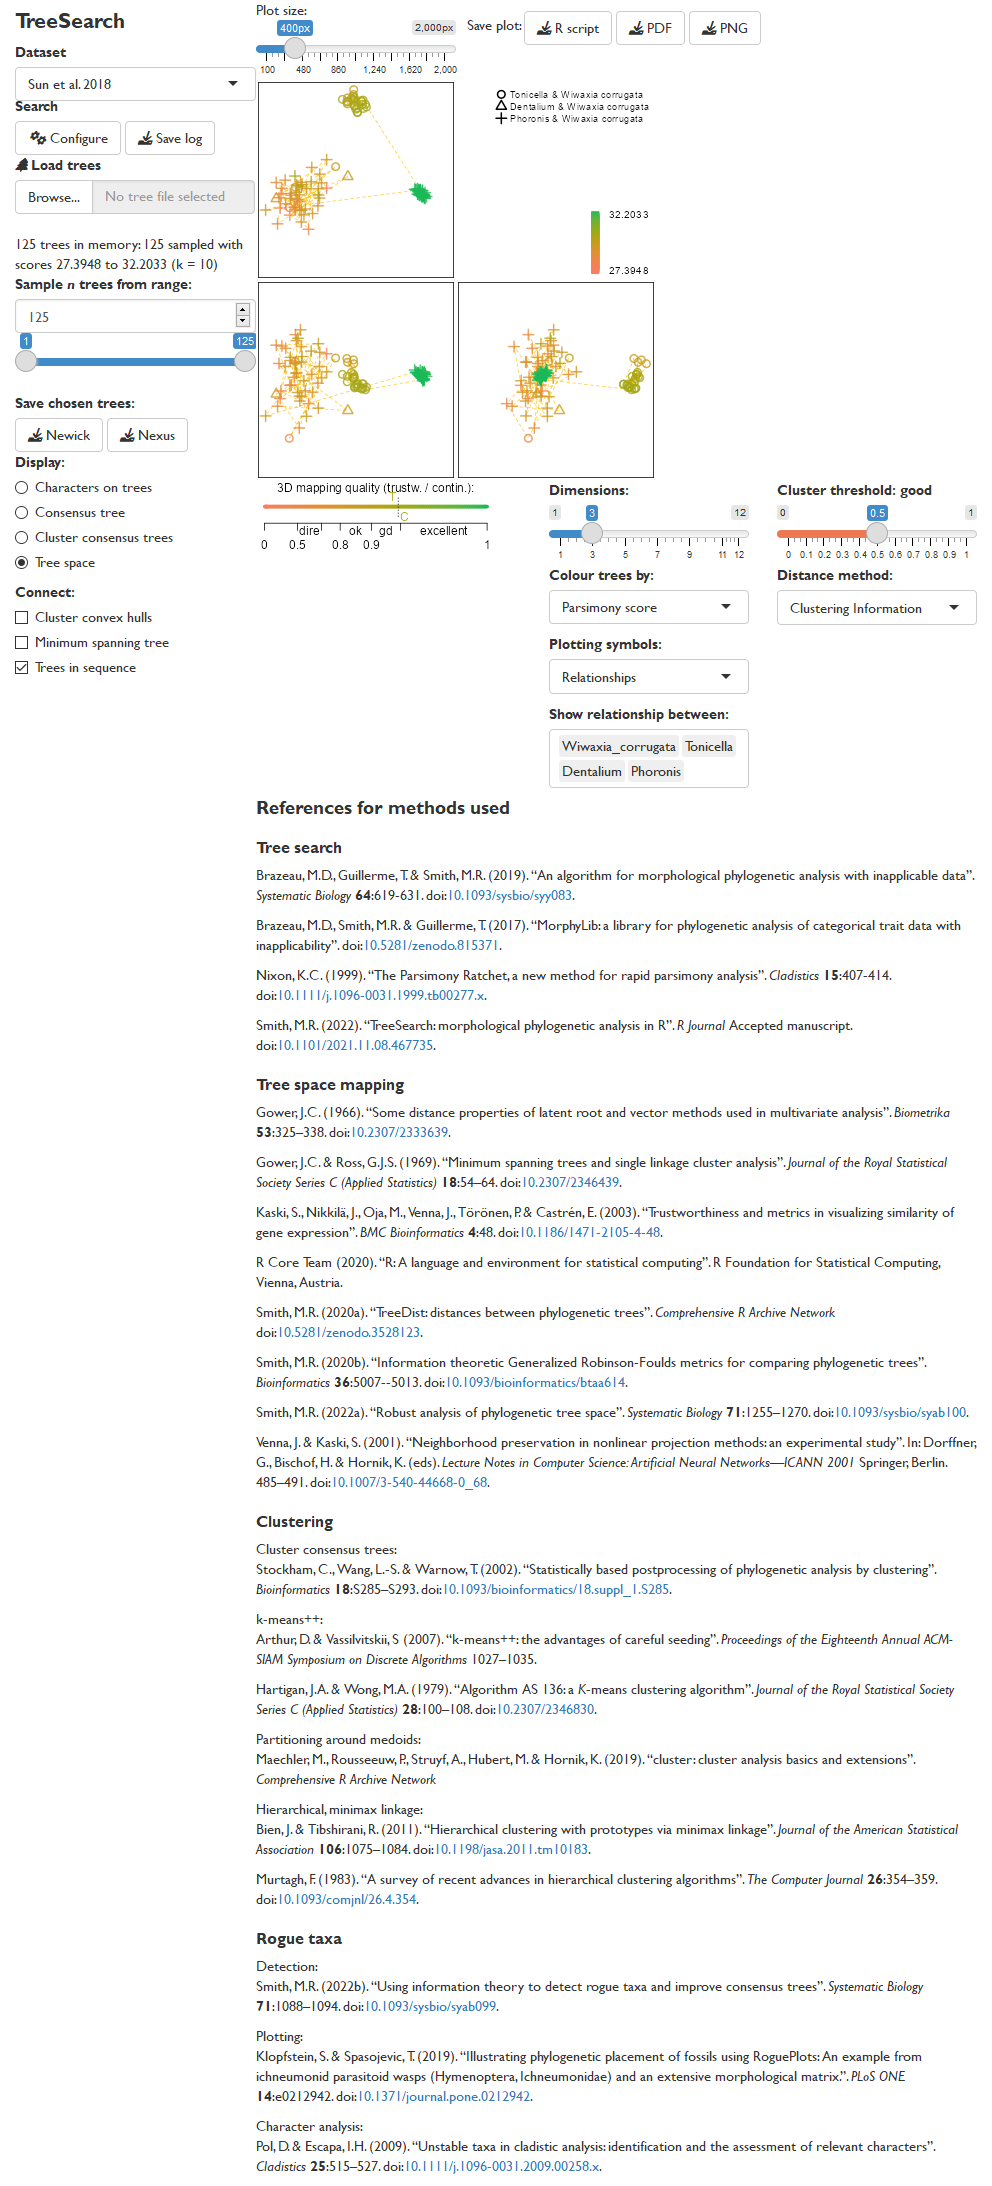 TreeSearch
Dataset
Sun et al. 2018
Search
Configure
Save log
Load trees
Browse...
No tree file selected
125 trees in memory: 125 sampled with
scores 27.3948 to 32.2033 (k = 10)
Sample n trees from range:
125
1
125
Save chosen trees:
Newick
Nexus
Display:
Characters on trees
Consensus tree
Cluster consensus trees
Tree space
Connect:
Cluster convex hulls
Minimum spanning tree
Trees in sequence
Plot size:
400px
2,000px
100 480 860 1,240 1,620 2,000
Save plot:
R script
PDF
PNG
Tonicella & Wiwaxia corrugata
Dentalium & Wiwaxia corrugata
Phoronis & Wiwaxia corrugata
32.2033
27.3948
3D mapping quality (trustw. / contin.):
T
C
dire ok gd excellent
0 0.5 0.8 0.9 1
Dimensions:
1 3 12
1 3 5 7 9 11 12
Colour trees by:
Parsimony score
Plotting symbols:
Relationships
Show relationship between:
Wiwaxia_corrugata Tonicella
Dentalium Phoronis
Cluster threshold: good
0 0.5 1
0 0.1 0.2 0.3 0.4 0.5 0.6 0.7 0.8 0.9 1
Distance method:
Clustering Information
References for methods used
Tree search
Brazeau, M.D., Guillerme, T. & Smith, M.R. (2019). “An algorithm for morphological phylogenetic analysis with inapplicable data”.
Systematic Biology 64:619-631. doi:10.1093/sysbio/syy083.
Brazeau, M.D., Smith, M.R. & Guillerme, T. (2017). “MorphyLib: a library for phylogenetic analysis of categorical trait data with
inapplicability”. doi:10.5281/zenodo.815371.
Nixon, K.C. (1999). “The Parsimony Ratchet, a new method for rapid parsimony analysis”. Cladistics 15:407-414.
doi:10.1111/j.1096-0031.1999.tb00277.x.
Smith, M.R. (2022). “TreeSearch: morphological phylogenetic analysis in R”. R Journal Accepted manuscript.
doi:10.1101/2021.11.08.467735.
Tree space mapping
Gower, J.C. (1966). “Some distance properties of latent root and vector methods used in multivariate analysis”. Biometrika
53:325–338. doi:10.2307/2333639.
Gower, J.C. & Ross, G.J.S. (1969). “Minimum spanning trees and single linkage cluster analysis”. Journal of the Royal Statistical
Society Series C (Applied Statistics) 18:54–64. doi:10.2307/2346439.
Kaski, S., Nikkilä, J., Oja, M., Venna, J., Törönen, P. & Castrén, E. (2003). “Trustworthiness and metrics in visualizing similarity of
gene expression”. BMC Bioinformatics 4:48. doi:10.1186/1471-2105-4-48.
R Core Team (2020). “R: A language and environment for statistical computing”. R Foundation for Statistical Computing,
Vienna, Austria.
Smith, M.R. (2020a). “TreeDist: distances between phylogenetic trees”. Comprehensive R Archive Network
doi:10.5281/zenodo.3528123.
Smith, M.R. (2020b). “Information theoretic Generalized Robinson-Foulds metrics for comparing phylogenetic trees”.
Bioinformatics 36:5007--5013. doi:10.1093/bioinformatics/btaa614.
Smith, M.R. (2022a). “Robust analysis of phylogenetic tree space”. Systematic Biology 71:1255–1270. doi:10.1093/sysbio/syab100.
Venna, J. & Kaski, S. (2001). “Neighborhood preservation in nonlinear projection methods: an experimental study”. In: Dorffner,
G., Bischof, H. & Hornik, K. (eds). Lecture Notes in Computer Science: Artificial Neural Networks—ICANN 2001 Springer, Berlin.
485–491. doi:10.1007/3-540-44668-0_68.
Clustering
Cluster consensus trees:
Stockham, C., Wang, L.-S. & Warnow, T. (2002). “Statistically based postprocessing of phylogenetic analysis by clustering”.
Bioinformatics 18:S285–S293. doi:10.1093/bioinformatics/18.suppl_1.S285.
k-means++:
Arthur, D. & Vassilvitskii, S (2007). “k-means++: the advantages of careful seeding”. Proceedings of the Eighteenth Annual ACM-
SIAM Symposium on Discrete Algorithms 1027–1035.
Hartigan, J.A. & Wong, M.A. (1979). “Algorithm AS 136: a K-means clustering algorithm”. Journal of the Royal Statistical Society
Series C (Applied Statistics) 28:100–108. doi:10.2307/2346830.
Partitioning around medoids:
Maechler, M., Rousseeuw, P., Struyf, A., Hubert, M. & Hornik, K. (2019). “cluster: cluster analysis basics and extensions”.
Comprehensive R Archive Network
Hierarchical, minimax linkage:
Bien, J. & Tibshirani, R. (2011). “Hierarchical clustering with prototypes via minimax linkage”. Journal of the American Statistical
Association 106:1075–1084. doi:10.1198/jasa.2011.tm10183.
Murtagh, F. (1983). “A survey of recent advances in hierarchical clustering algorithms”. The Computer Journal 26:354–359.
doi:10.1093/comjnl/26.4.354.
Rogue taxa
Detection:
Smith, M.R. (2022b). “Using information theory to detect rogue taxa and improve consensus trees”. Systematic Biology
71:1088–1094. doi:10.1093/sysbio/syab099.
Plotting:
Klopfstein, S. & Spasojevic, T. (2019). “Illustrating phylogenetic placement of fossils using RoguePlots: An example from
ichneumonid parasitoid wasps (Hymenoptera, Ichneumonidae) and an extensive morphological matrix.”. PLoS ONE
14:e0212942. doi:10.1371/journal.pone.0212942.
Character analysis:
Pol, D. & Escapa, I.H. (2009). “Unstable taxa in cladistic analysis: identification and the assessment of relevant characters”.
Cladistics 25:515–527. doi:10.1111/j.1096-0031.2009.00258.x.